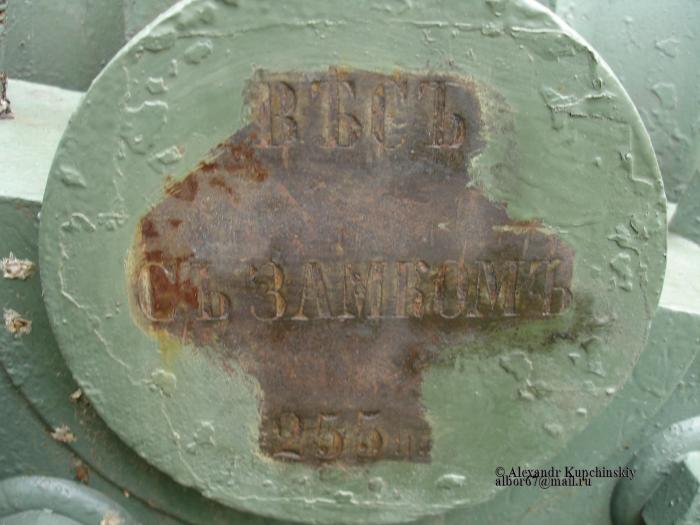 ВѢСЪ
СЪ ЗАМКОМЪ
255 п
© Alexandr Kupchinskiy
albor67@mail.ru